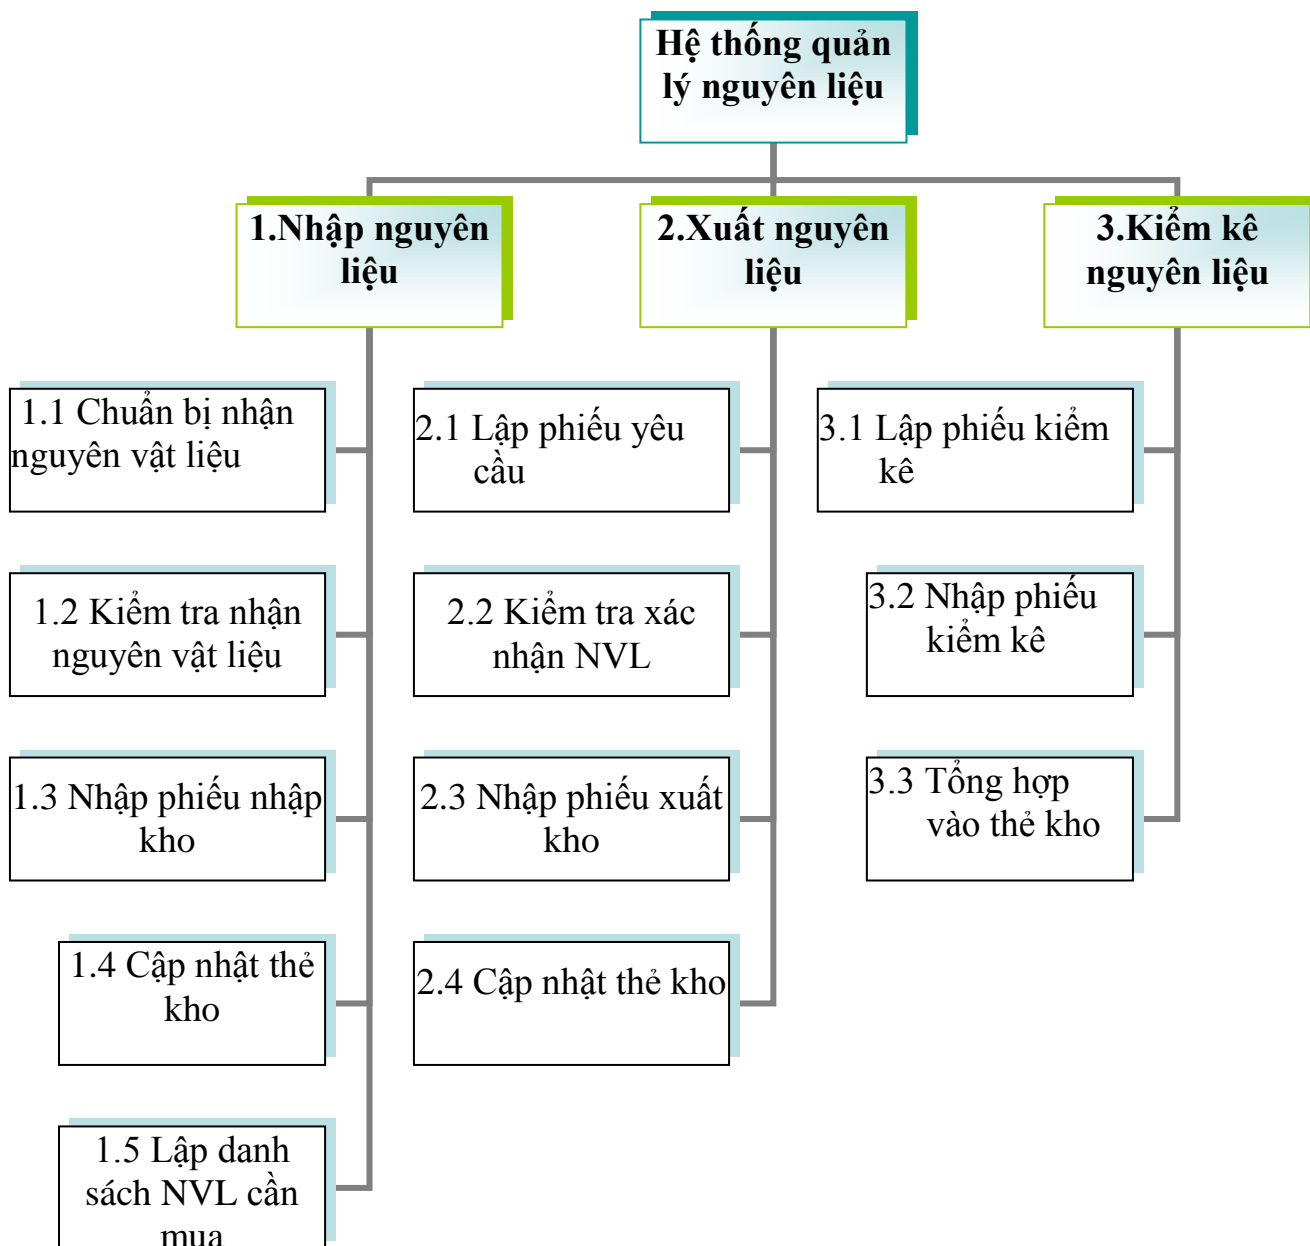 Hệ thống quản
lý nguyên liệu
1.Nhập nguyên
liệu
2.Xuất nguyên
liệu
3.Kiểm kê
nguyên liệu
1.1 Chuẩn bị nhận
nguyên vật liệu
2.1 Lập phiếu yêu
cầu
3.1 Lập phiếu kiểm
kê
1.2 Kiểm tra nhận
nguyên vật liệu
2.2 Kiểm tra xác
nhận NVL
3.2 Nhập phiếu
kiểm kê
1.3 Nhập phiếu nhập
kho
2.3 Nhập phiếu xuất
kho
3.3 Tổng hợp
vào thẻ kho
1.4 Cập nhật thẻ
kho
2.4 Cập nhật thẻ kho
1.5 Lập danh
sách NVL cần
mua